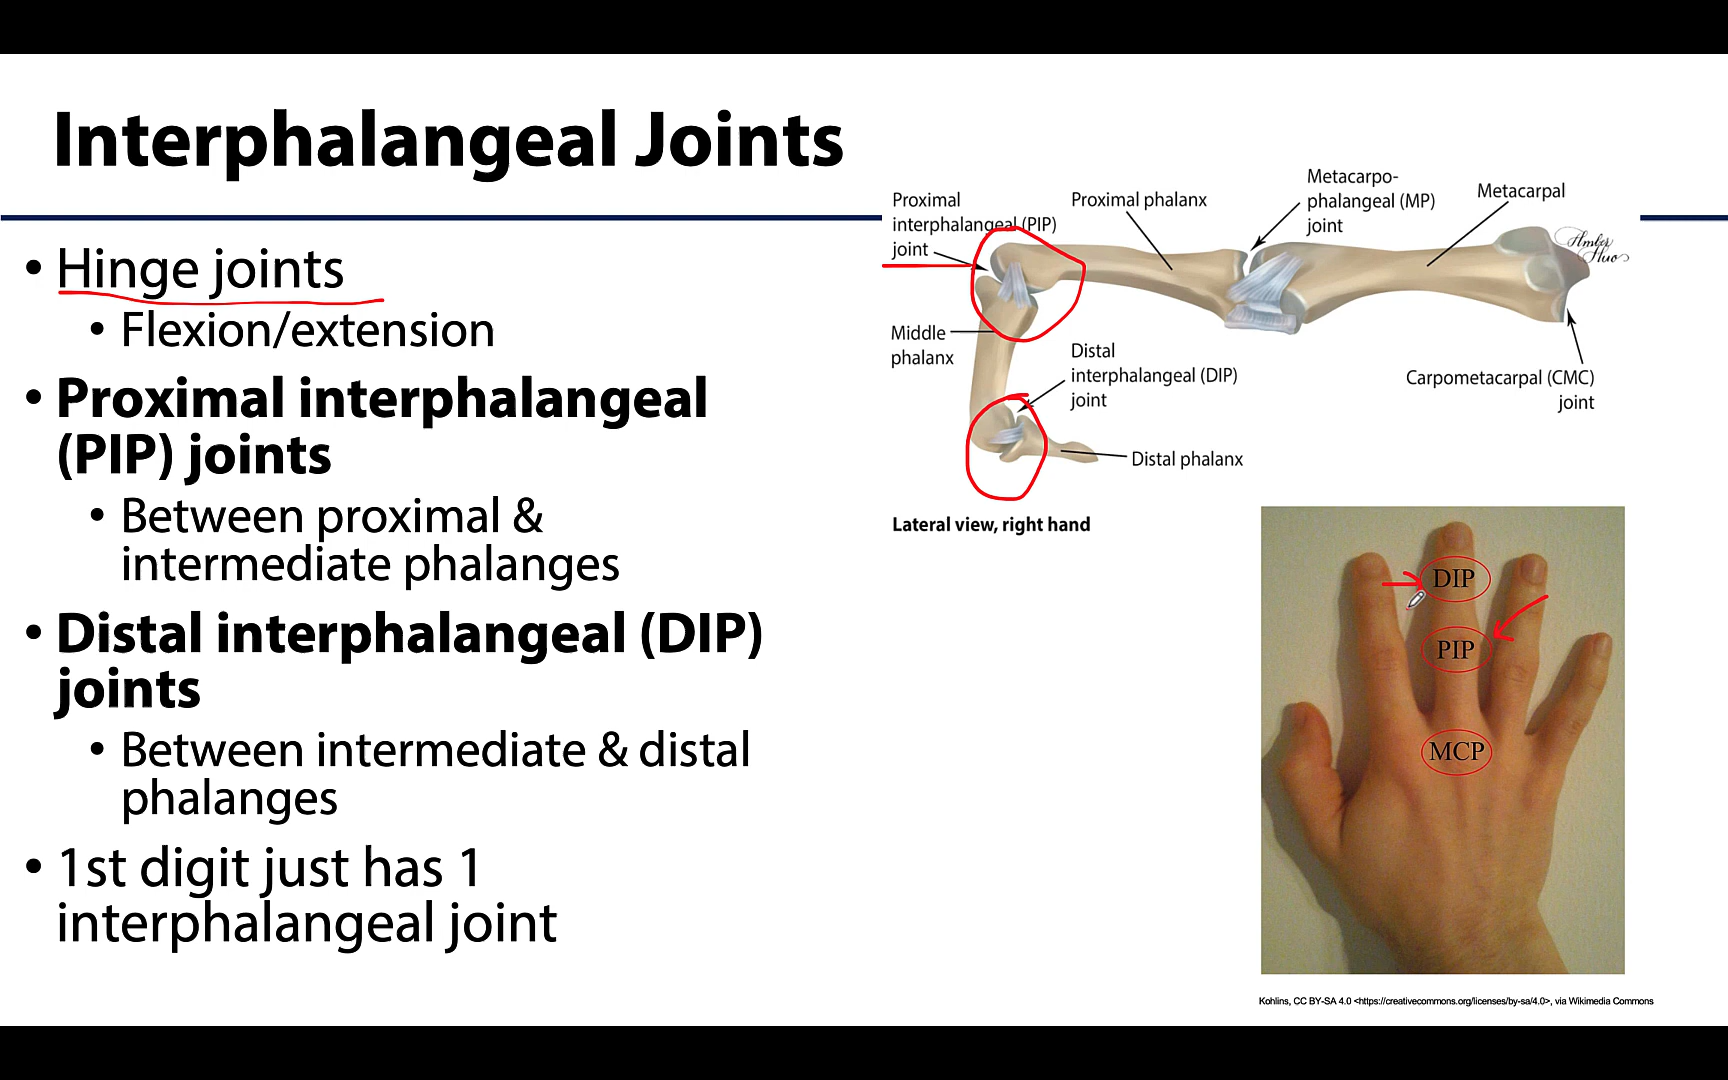 Interphalangeal Joints
• Hinge joints
• Flexion/extension
• Proximal interphalangeal
(PIP) joints
• Between proximal &
intermediate phalanges
• Distal interphalangeal (DIP)
joints
• Between intermediate & distal
phalanges
• 1st digit just has 1
interphalangeal joint
Proximal
interphalangeal (PIP)
joint
Proximal phalanx
Metacarpo-
phalangeal (MP)
joint
Metacarpal
Middle
phalanx
Distal
interphalangeal (DIP)
joint
Carpometacarpal (CMC)
joint
Distal phalanx
Lateral view, right hand
DIP
PIP
MCP
Kohlins, CC BY-SA 4.0 <https://creativecommons.org/licenses/by-sa/4.0>, via Wikimedia Commons